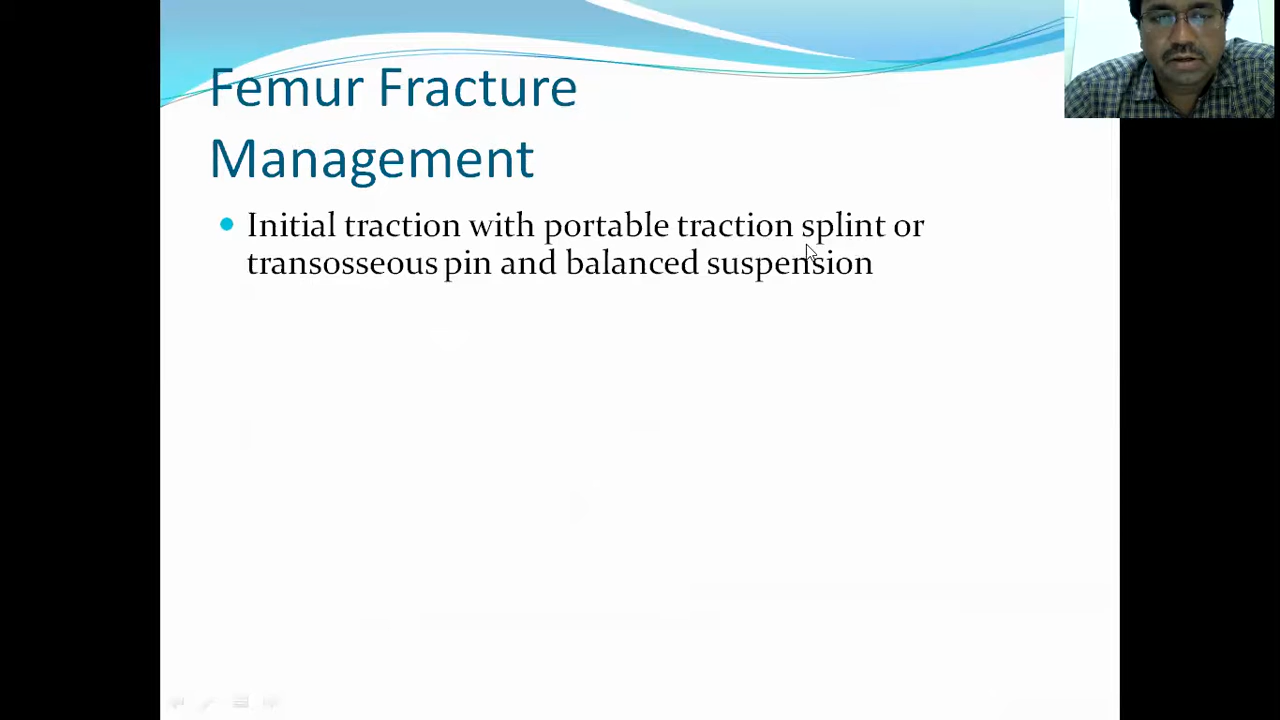 Femur Fracture
Management
Initial traction with portable traction splint or
transosseous pin and balanced suspension